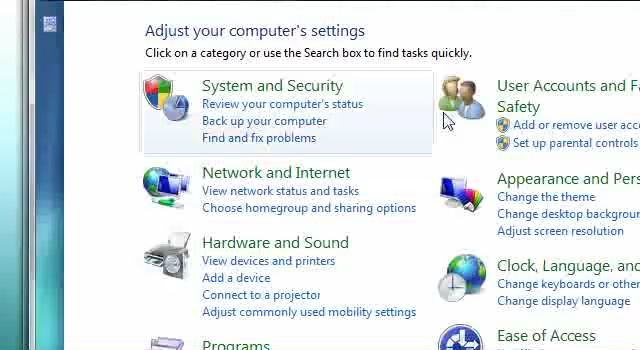 Adjust your computer's settings
Click on a category or use the Search box to find tasks quickly.
System and Security
Review your computer's status
Back up your computer
Find and fix problems
Network and Internet
View network status and tasks
Choose homegroup and sharing options
Hardware and Sound
View devices and printers
Add a device
Connect to a projector
Adjust commonly used mobility settings
Programs
User Accounts and Fa
Safety
Add or remove user acco
Set up parental controls
Appearance and Pers
Change the theme
Change desktop backgroun
Adjust screen resolution
Clock, Language, and
Change keyboards or other
Change display language
Ease of Access